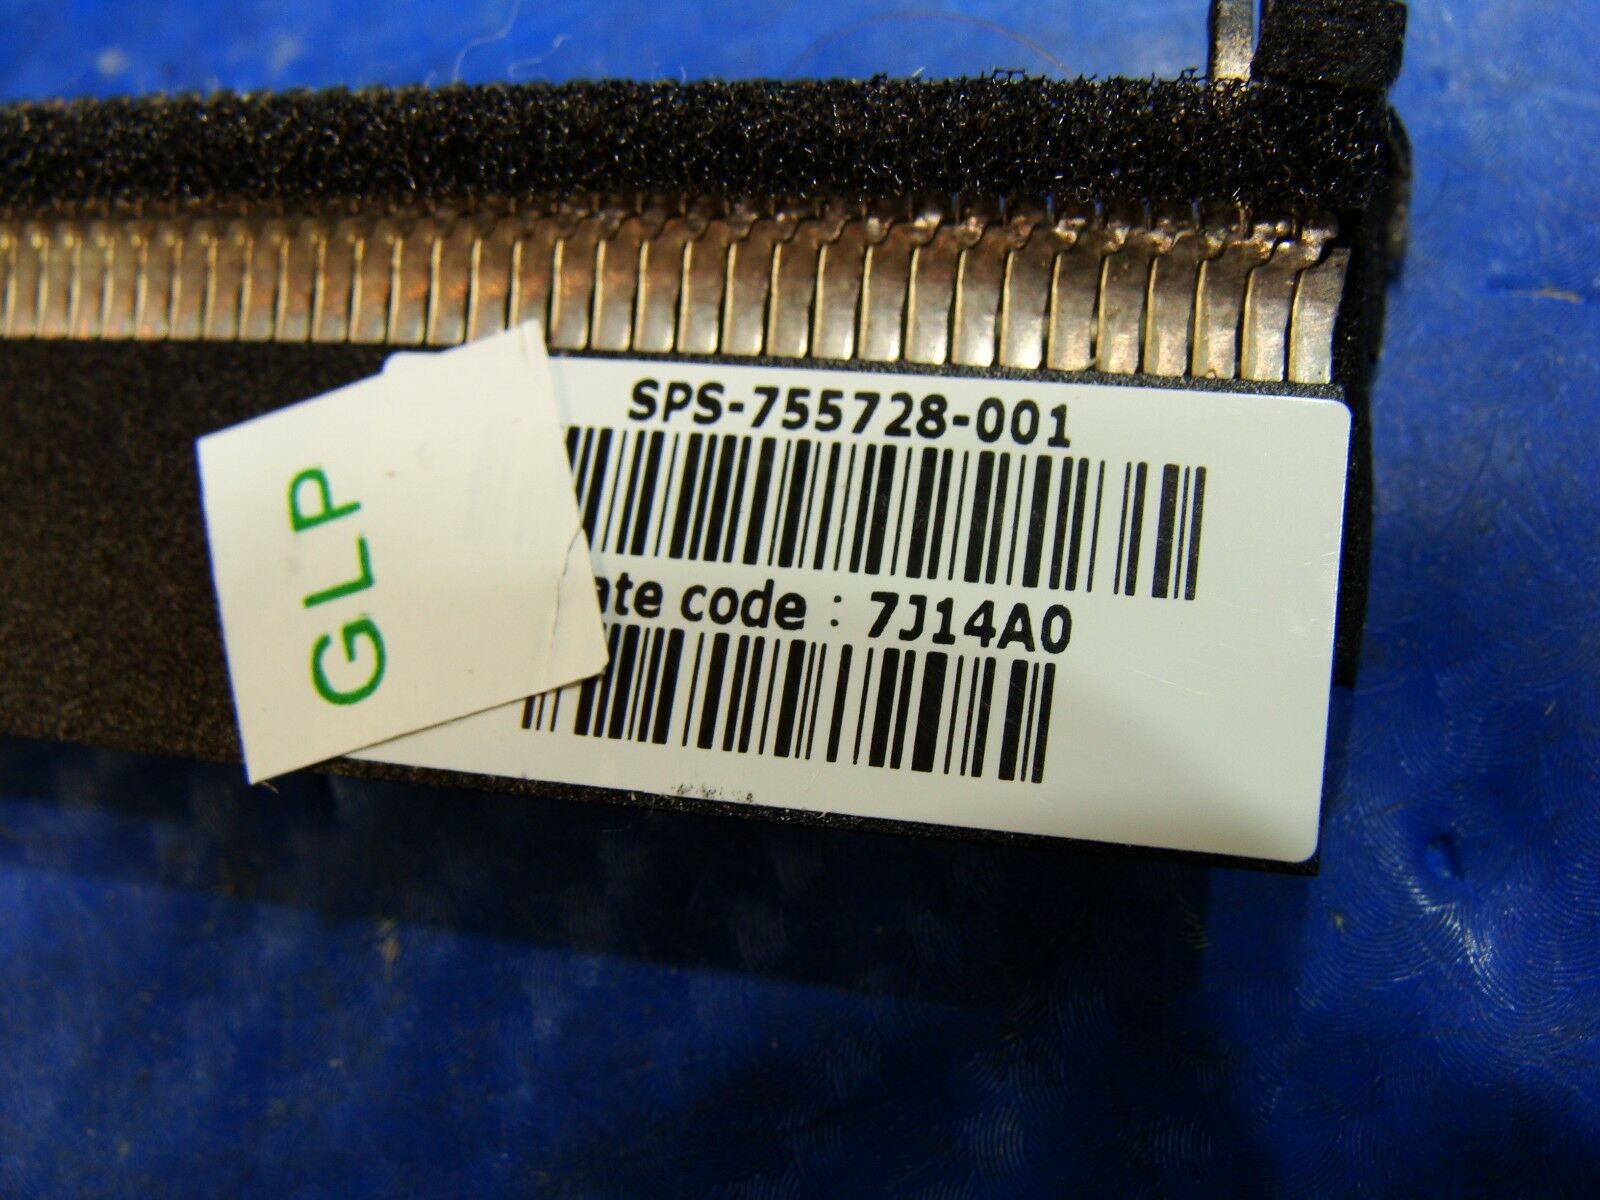 SPS-755728-001
ate code : 7J14A0
GLP